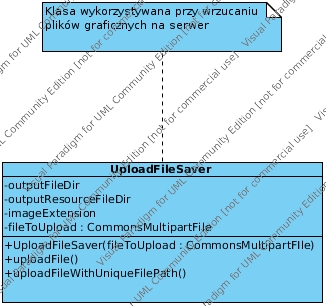 Klasa wykorzystywana przy wrzucaniu
plików graficznych na serwer
UploadFileSaver
-outputFileDir
-outputResourceFileDir
-imageExtension
-fileToUpload : CommonsMultipartFile
+UploadFileSaver(fileToUpload : CommonsMultipartFIle)
+uploadFile()
+uploadFileWithUniqueFilePath()
Visual Paradigm for UML Community Edition [not for commercial use]